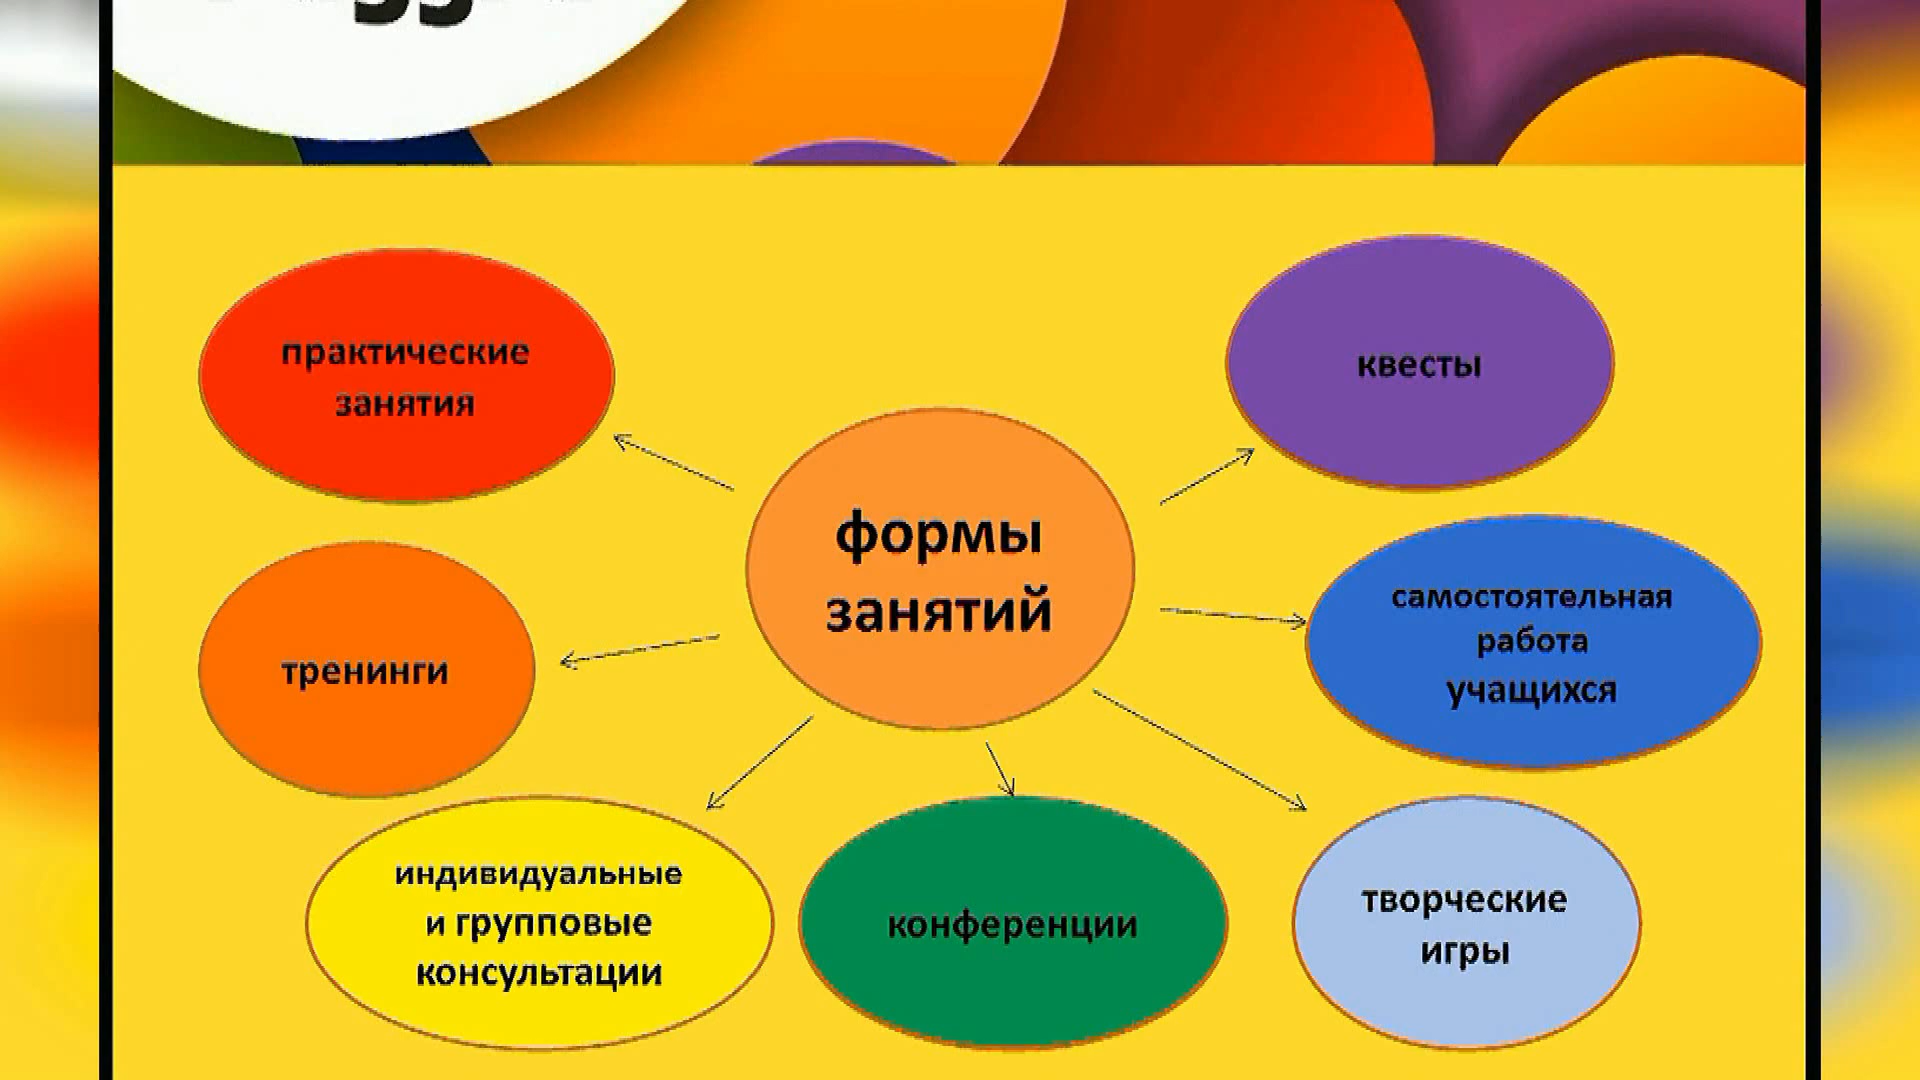 практические
занятия
квесты
формы
занятий
тренинги
самостоятельная
работа
учащихся
индивидуальные
и групповые
консультации
конференции
творческие
игры